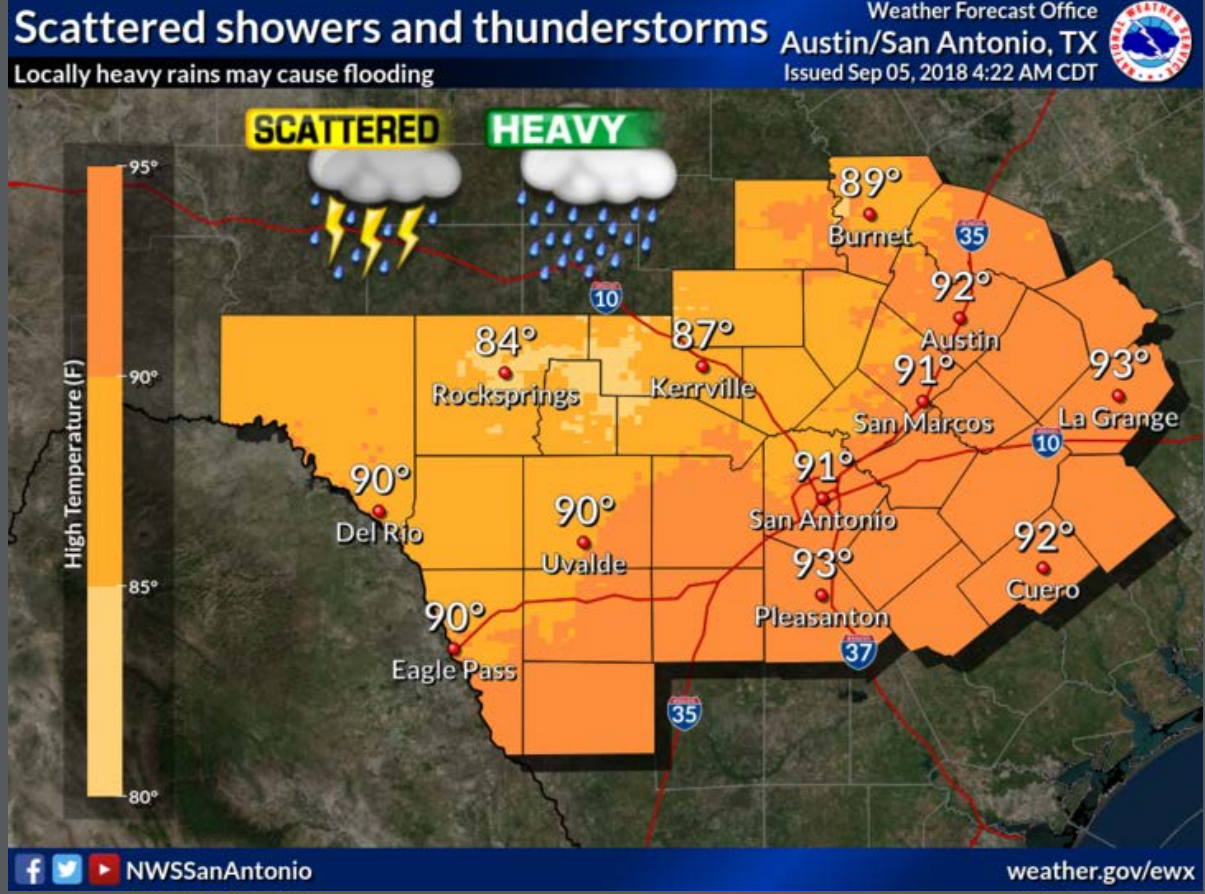 Scattered showers and thunderstorms
Locally heavy rains may cause flooding
Weather Forecast Office
Austin/San Antonio, TX
Issued Sep 05, 2018 4:22 AM CDT
NATIONAL WEATHER SERVICE
SCATTERED
HEAVY
High Temperature (F)
95°
90°
85°
80°
89°
Burnet
35
10
92°
Austin
84°
Rocksprings
87°
Kerrville
91°
San Marcos
93°
La Grange
10
90°
Del Rio
91°
San Antonio
90°
Uvalde
92°
Cuero
93°
Pleasanton
90°
Eagle Pass
37
35
NWSSanAntonio
weather.gov/ewx